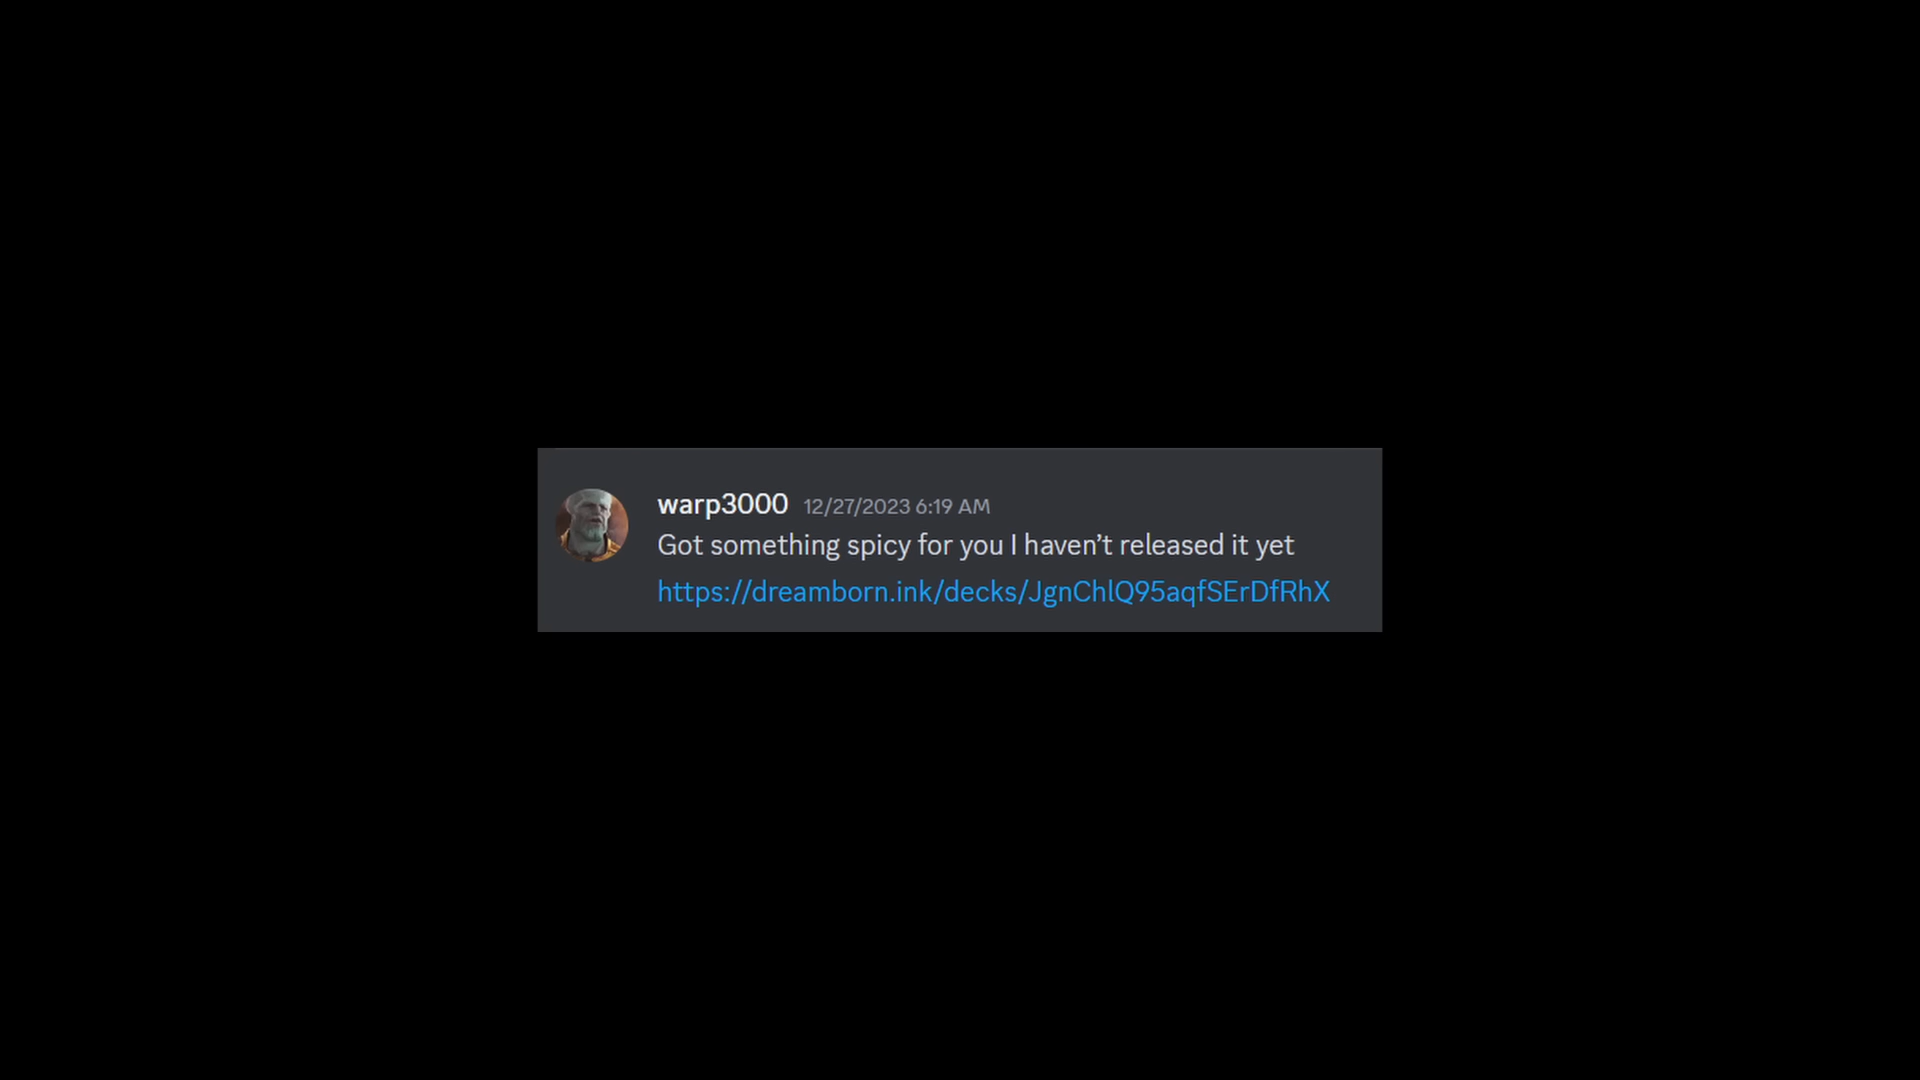 warp3000 12/27/2023 6:19 AM
Got something spicy for you I haven’t released it yet
https://dreamborn.ink/decks/JgnChlQ95aqfSErDfRhX